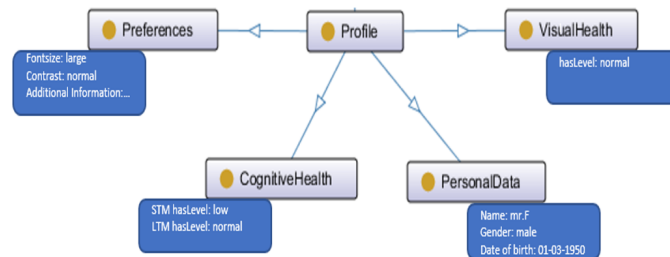 Preferences
Profile
VisualHealth
Fontsize: large
Contrast: normal
Additional Information:...
hasLevel: normal
CognitiveHealth
PersonalData
STM hasLevel: low
LTM hasLevel: normal
Name: mr.F
Gender: male
Date of birth: 01-03-1950